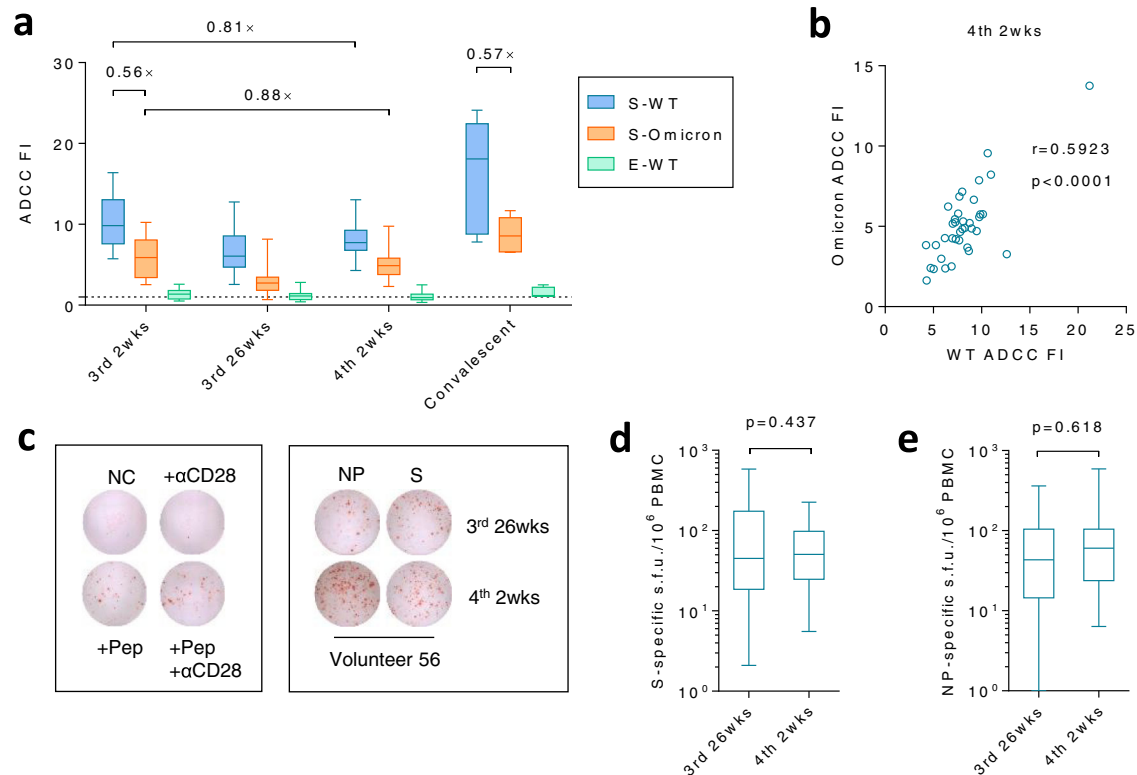 a
0.81×
0.56×
0.88×
0.57×
30
20
10
0
ADCC FI
3rd 2wks
3rd 26wks
4th 2wks
Convalescent
S-WT
S-Omicron
E-WT
b
4th 2wks
15
10
5
0
Omicron ADCC FI
r=0.5923
p<0.0001
0 5 10 15 20 25
WT ADCC FI
c
NC +αCD28
+Pep +Pep
+αCD28
NP S
3rd 26wks
4th 2wks
Volunteer 56
d
p=0.437
10³
10²
10¹
10⁰
S-specific s.f.u./10⁶ PBMC
3rd 26wks
4th 2wks
e
p=0.618
10³
10²
10¹
10⁰
NP-specific s.f.u./10⁶ PBMC
3rd 26wks
4th 2wks